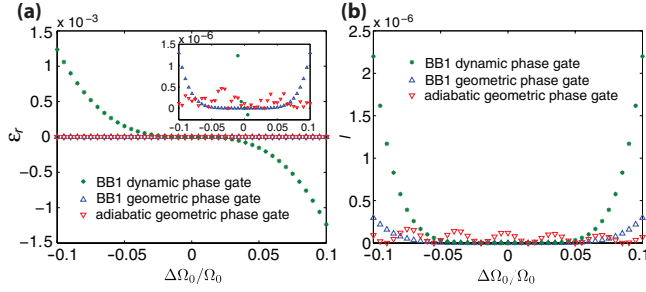 (a)
1.5 x 10⁻³
1
0.5
0
−0.5
−1
−1.5
−0.1 −0.05 0 0.05 0.1
εr
ΔΩ₀/Ω₀
BB1 dynamic phase gate
BB1 geometric phase gate
adiabatic geometric phase gate
1.5 x 10⁻⁶
1
0.5
0
−0.1 −0.05 0 0.05 0.1
(b)
2.5 x 10⁻⁶
2
1.5
1
0.5
0
−0.1 −0.05 0 0.05 0.1
I
ΔΩ₀/Ω₀
BB1 dynamic phase gate
BB1 geometric phase gate
adiabatic geometric phase gate